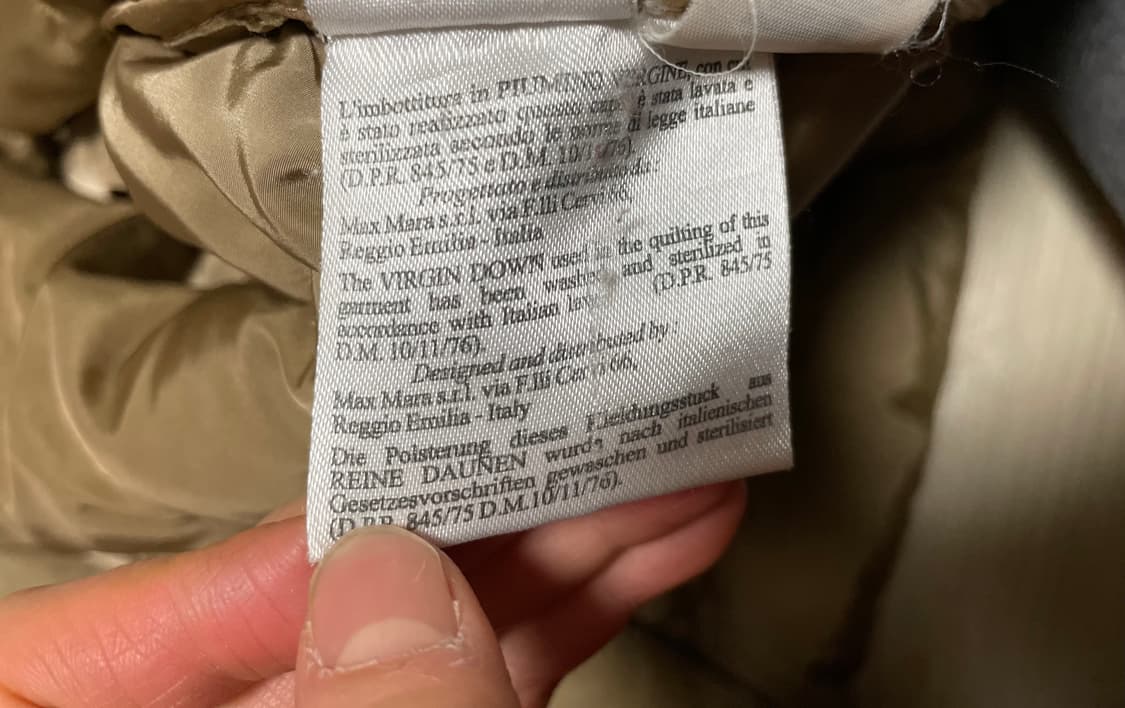 L'imbottitura in PIUMINO VERGINE, con cui
è stato realizzato questo capo è stata lavata e
sterilizzata secondo le norme di legge italiane
(D.P.R. 845/75 e D.M. 10/11/76).
Progettato e distribuito da:
Max Mara s.r.l. via F.lli Cervi 66,
Reggio Emilia - Italia
The VIRGIN DOWN used in the quilting of this
garment has been washed and sterilized in
accordance with Italian law (D.P.R. 845/75
D.M. 10/11/76).
Designed and distributed by:
Max Mara s.r.l. via F.lli Cervi 66,
Reggio Emilia - Italy
Die Polsterung dieses Kleidungsstuck aus
REINE DAUNEN wurde nach italienischen
Gesetzesvorschriften gewaschen und sterilisiert
(D.P.R. 845/75 D.M.10/11/76).